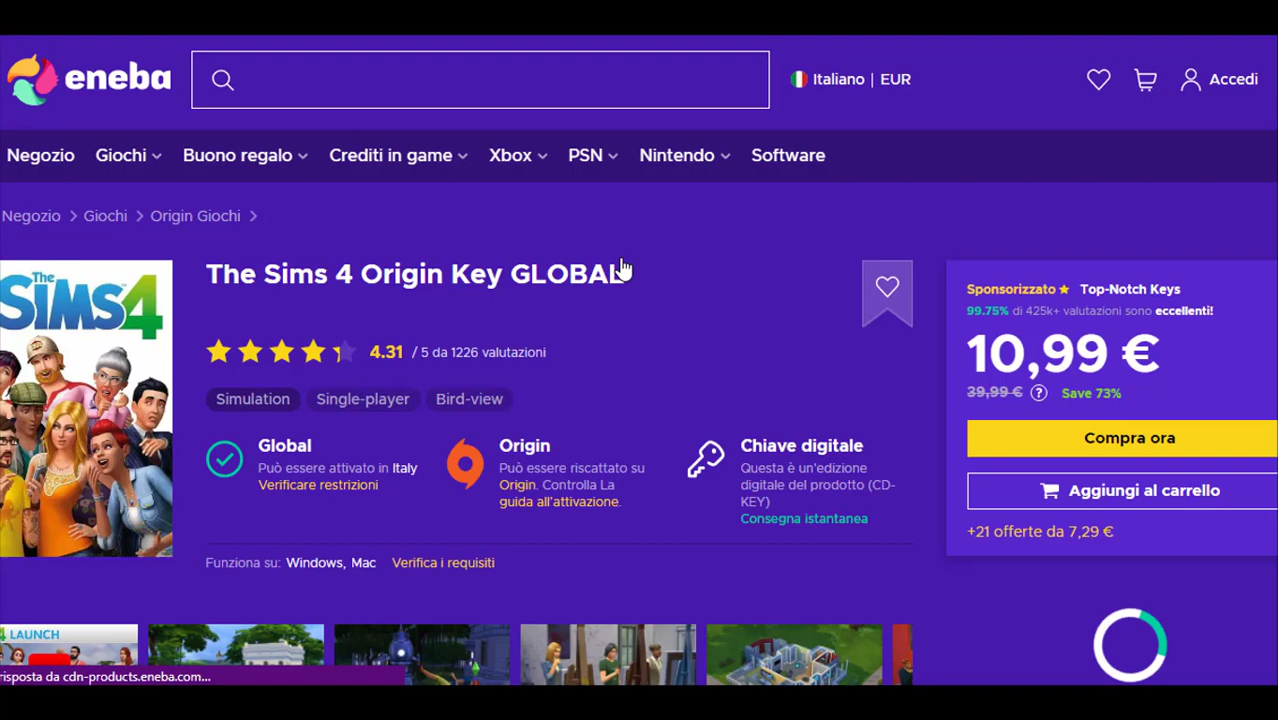 eneba
Italiano | EUR
Accedi
Negozio Giochi Buono regalo Crediti in game Xbox PSN Nintendo Software
Negozio Giochi Origin Giochi
The SIMS 4
The Sims 4 Origin Key GLOBAL
4.31 / 5 da 1226 valutazioni
Simulation Single-player Bird-view
Global
Può essere attivato in Italy
Verificare restrizioni
Origin
Può essere riscattato su
Origin. Controlla La
guida all'attivazione.
Chiave digitale
Questa è un'edizione
digitale del prodotto (CD-
KEY)
Consegna istantanea
Funziona su: Windows, Mac Verifica i requisiti
Sponsorizzato Top-Notch Keys
99.75% di 425k+ valutazioni sono eccellenti!
10,99 €
39,99 € ? Save 73%
Compra ora
Aggiungi al carrello
+21 offerte da 7,29 €
4 LAUNCH
risposta da cdn-products.eneba.com...